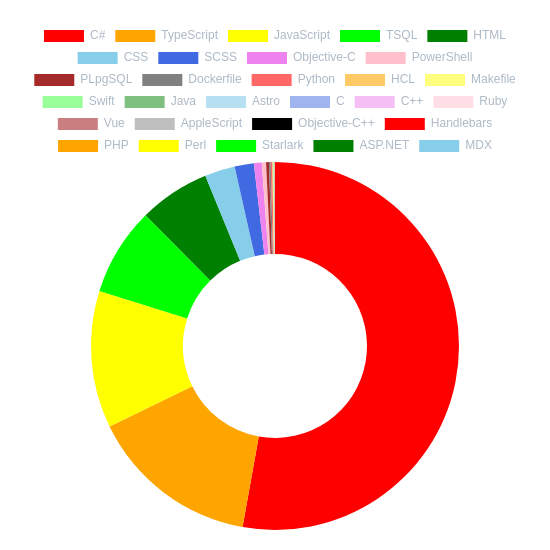 C# TypeScript JavaScript TSQL HTML
CSS SCSS Objective-C PowerShell
PLpgSQL Dockerfile Python HCL Makefile
Swift Java Astro C C++ Ruby
Vue AppleScript Objective-C++ Handlebars
PHP Perl Starlark ASP.NET MDX